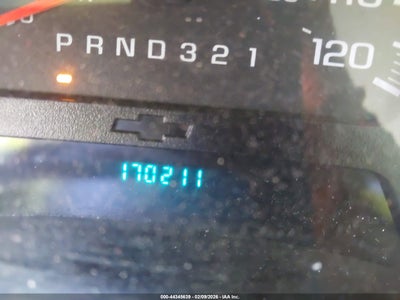 PRND321
120
170211
000-44345639 - 02/09/2026 - IAA Inc.